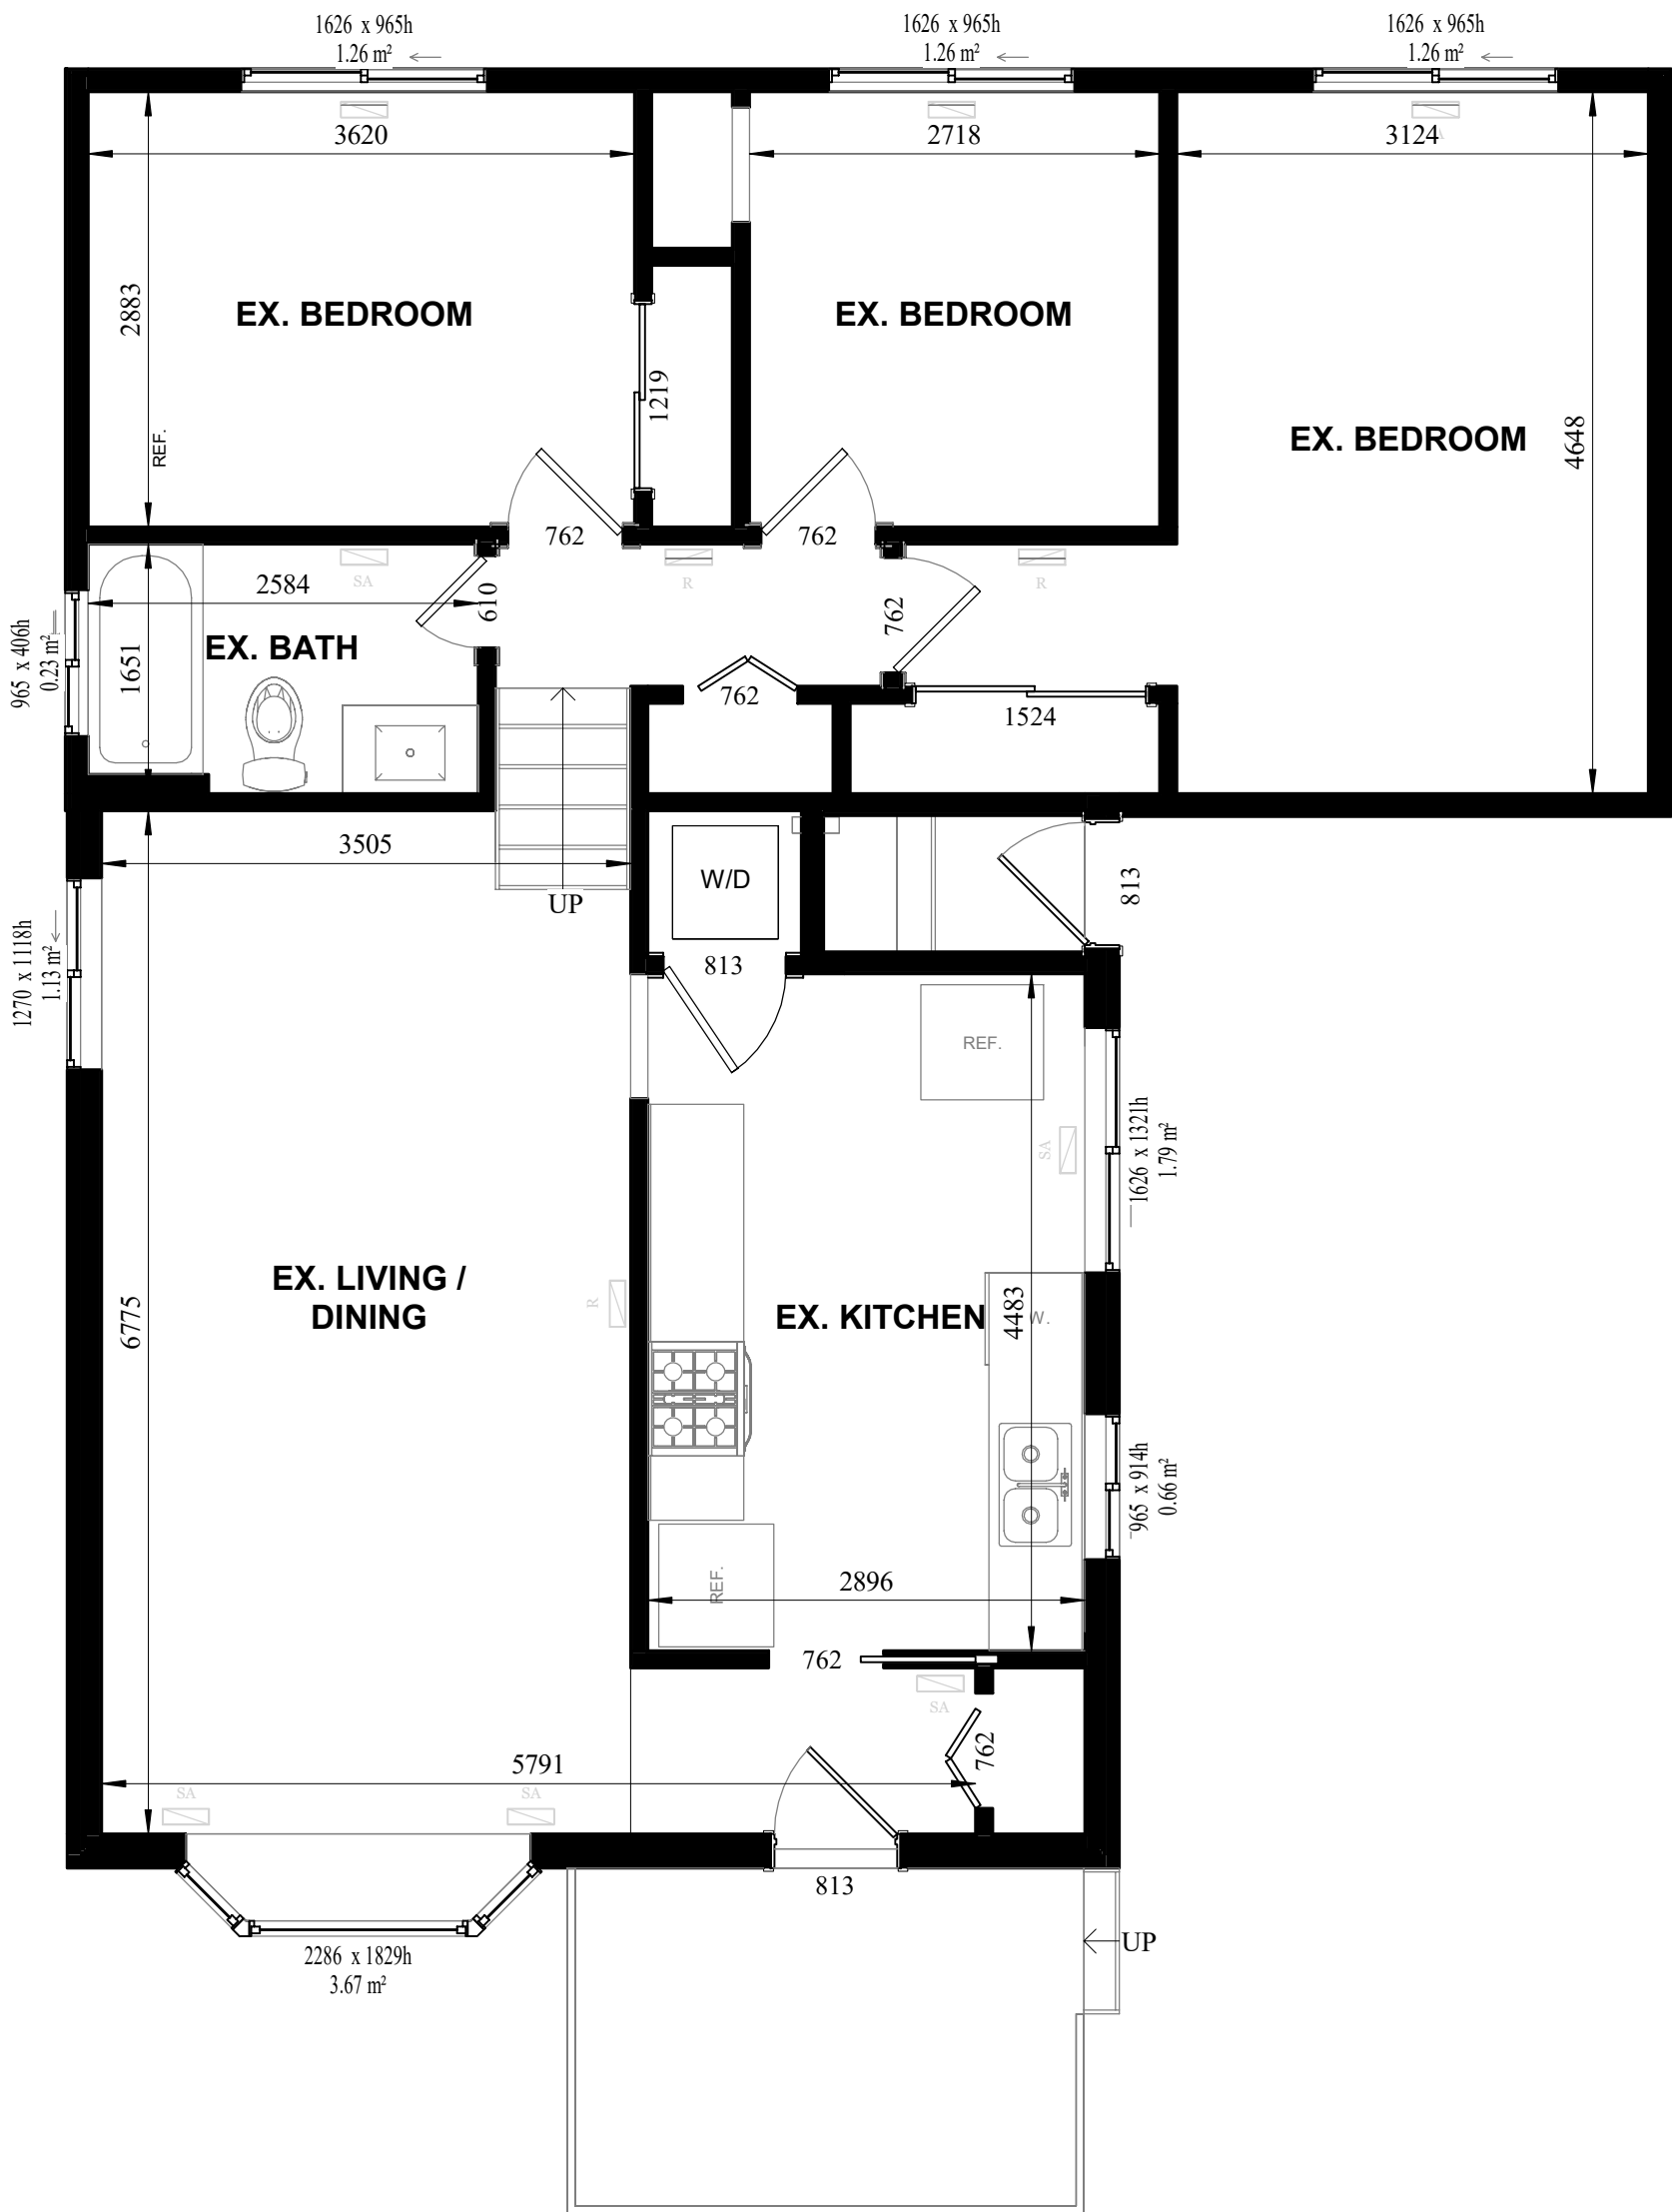 1626 x 965h
1.26 m²
1626 x 965h
1.26 m²
1626 x 965h
1.26 m²
3620
2718
3124
2883
EX. BEDROOM
EX. BEDROOM
EX. BEDROOM
1219
4648
REF.
762
762
SA
R
R
2584
610
762
965 x 406h
0.23 m²
1651
EX. BATH
762
1524
3505
W/D
UP
813
813
1270 x 1118h
1.13 m²
REF.
SA
1626 x 1321h
1.79 m²
6775
EX. LIVING /
DINING
R
EX. KITCHEN
4483
W.
965 x 914h
0.66 m²
REF.
2896
762
SA
762
5791
SA
SA
813
2286 x 1829h
3.67 m²
UP